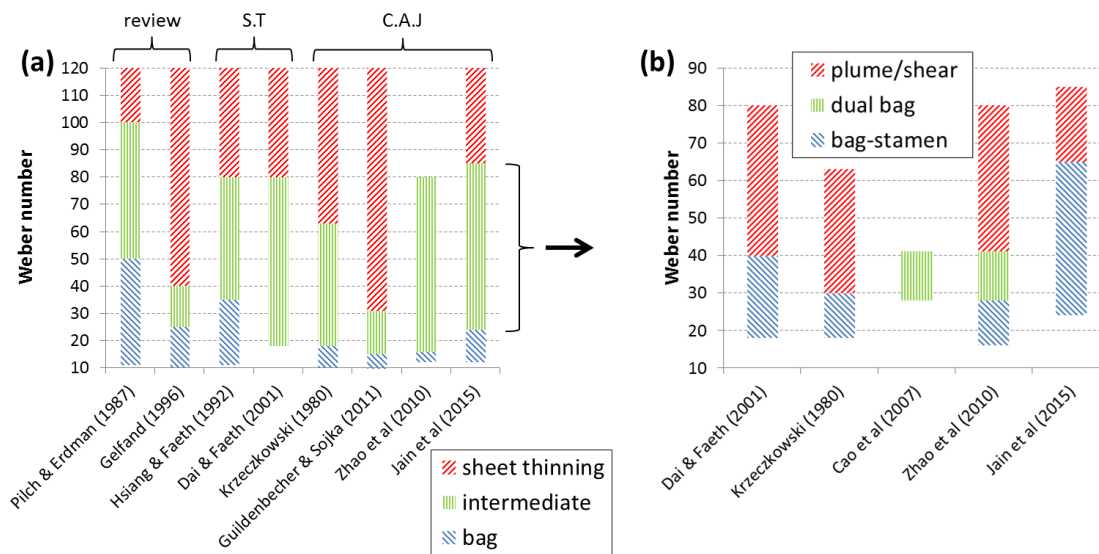 review
S.T
C.A.J
(a)
120
110
100
90
80
70
60
50
40
30
20
10
Weber number
Pilch & Erdman (1987)
Gelfand (1996)
Hsiang & Faeth (1992)
Dai & Faeth (2001)
Krzeczkowski (1980)
Guildenbecher & Sojka (2011)
Zhao et al (2010)
Jain et al (2015)
sheet thinning
intermediate
bag
(b)
90
80
70
60
50
40
30
20
10
Weber number
plume/shear
dual bag
bag-stamen
Dai & Faeth (2001)
Krzeczkowski (1980)
Cao et al (2007)
Zhao et al (2010)
Jain et al (2015)